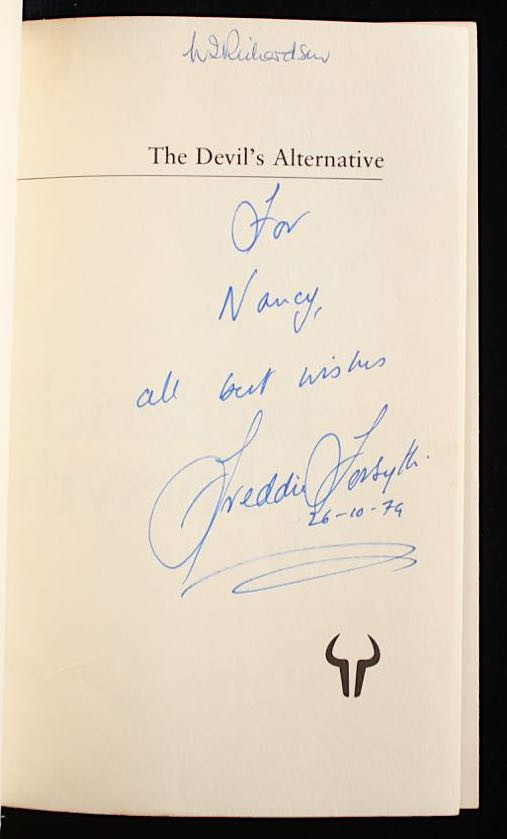 N S Richardson
The Devil's Alternative
For
Nancy,
all best wishes
Freddie Forsyth.
26-10-79